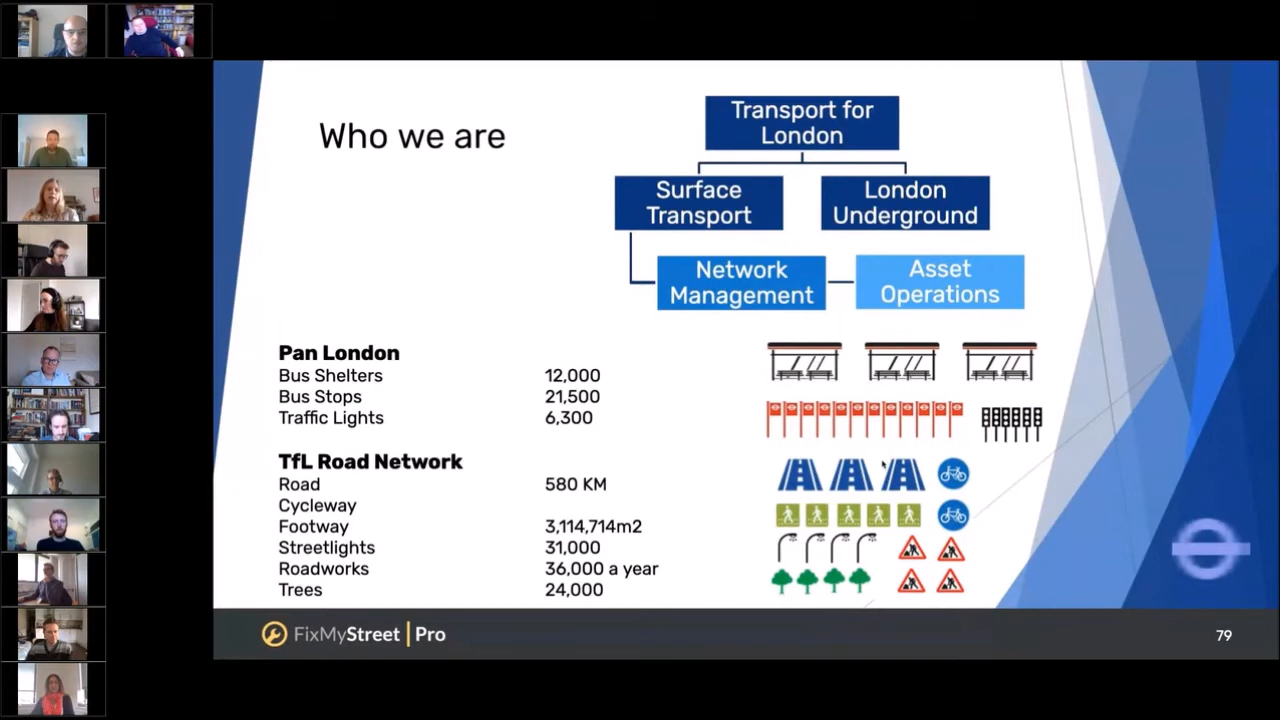 Who we are
Transport for
London
Surface
Transport
London
Underground
Network
Management
Asset
Operations
Pan London
Bus Shelters 12,000
Bus Stops 21,500
Traffic Lights 6,300
TfL Road Network
Road 580 KM
Cycleway
Footway 3,114,714m2
Streetlights 31,000
Roadworks 36,000 a year
Trees 24,000
FixMyStreet Pro
79